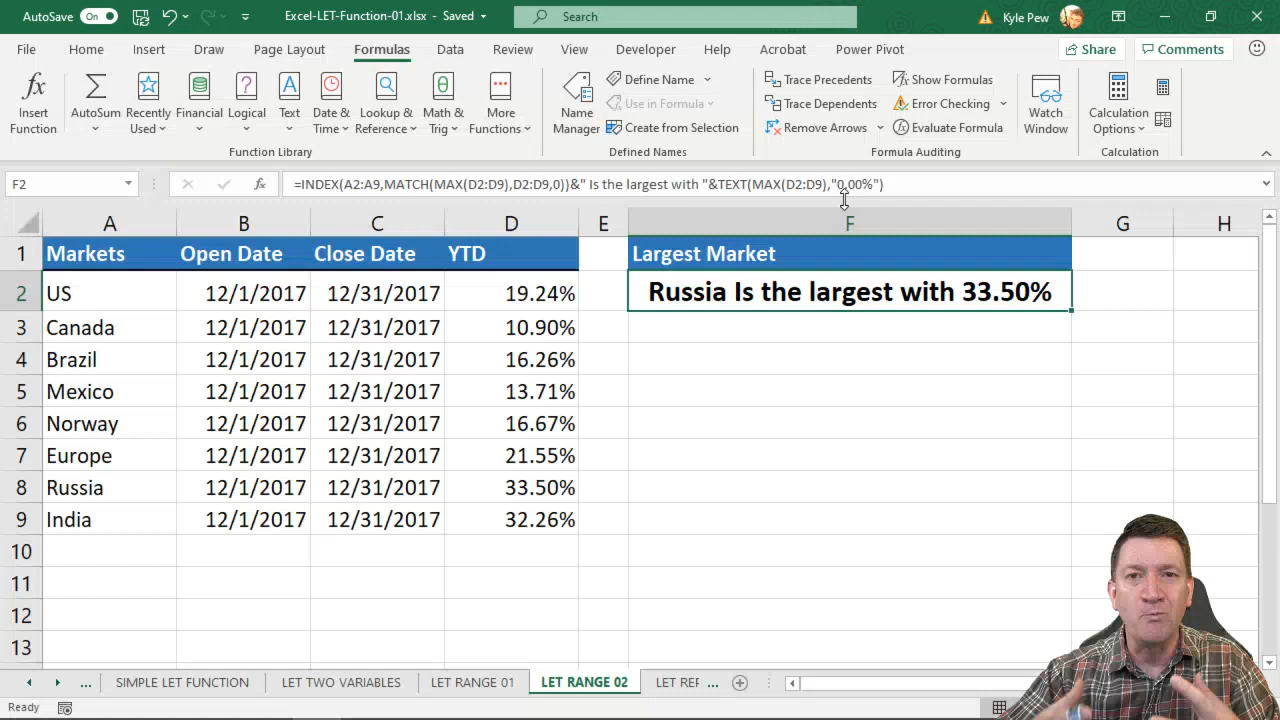 AutoSave On Excel-LET-Function-01.xlsx - Saved Search Kyle Pew
File Home Insert Draw Page Layout Formulas Data Review View Developer Help Acrobat Power Pivot Share Comments
fx Insert Function
Σ AutoSum
Recently Used
Financial
? Logical
A Text
Date & Time
Lookup & Reference
θ Math & Trig
More Functions
Function Library
Name Manager
Define Name
Use in Formula
Create from Selection
Defined Names
Trace Precedents
Trace Dependents
Remove Arrows
Show Formulas
Error Checking
Evaluate Formula
Formula Auditing
Watch Window
Calculation Options
Calculation
F2 fx =INDEX(A2:A9,MATCH(MAX(D2:D9),D2:D9,0))&" Is the largest with "&TEXT(MAX(D2:D9),"0.00%")
A B C D E F G H
1 Markets Open Date Close Date YTD Largest Market
2 US 12/1/2017 12/31/2017 19.24% Russia Is the largest with 33.50%
3 Canada 12/1/2017 12/31/2017 10.90%
4 Brazil 12/1/2017 12/31/2017 16.26%
5 Mexico 12/1/2017 12/31/2017 13.71%
6 Norway 12/1/2017 12/31/2017 16.67%
7 Europe 12/1/2017 12/31/2017 21.55%
8 Russia 12/1/2017 12/31/2017 33.50%
9 India 12/1/2017 12/31/2017 32.26%
10
11
12
13
... SIMPLE LET FUNCTION LET TWO VARIABLES LET RANGE 01 LET RANGE 02 LET REF ...
Ready